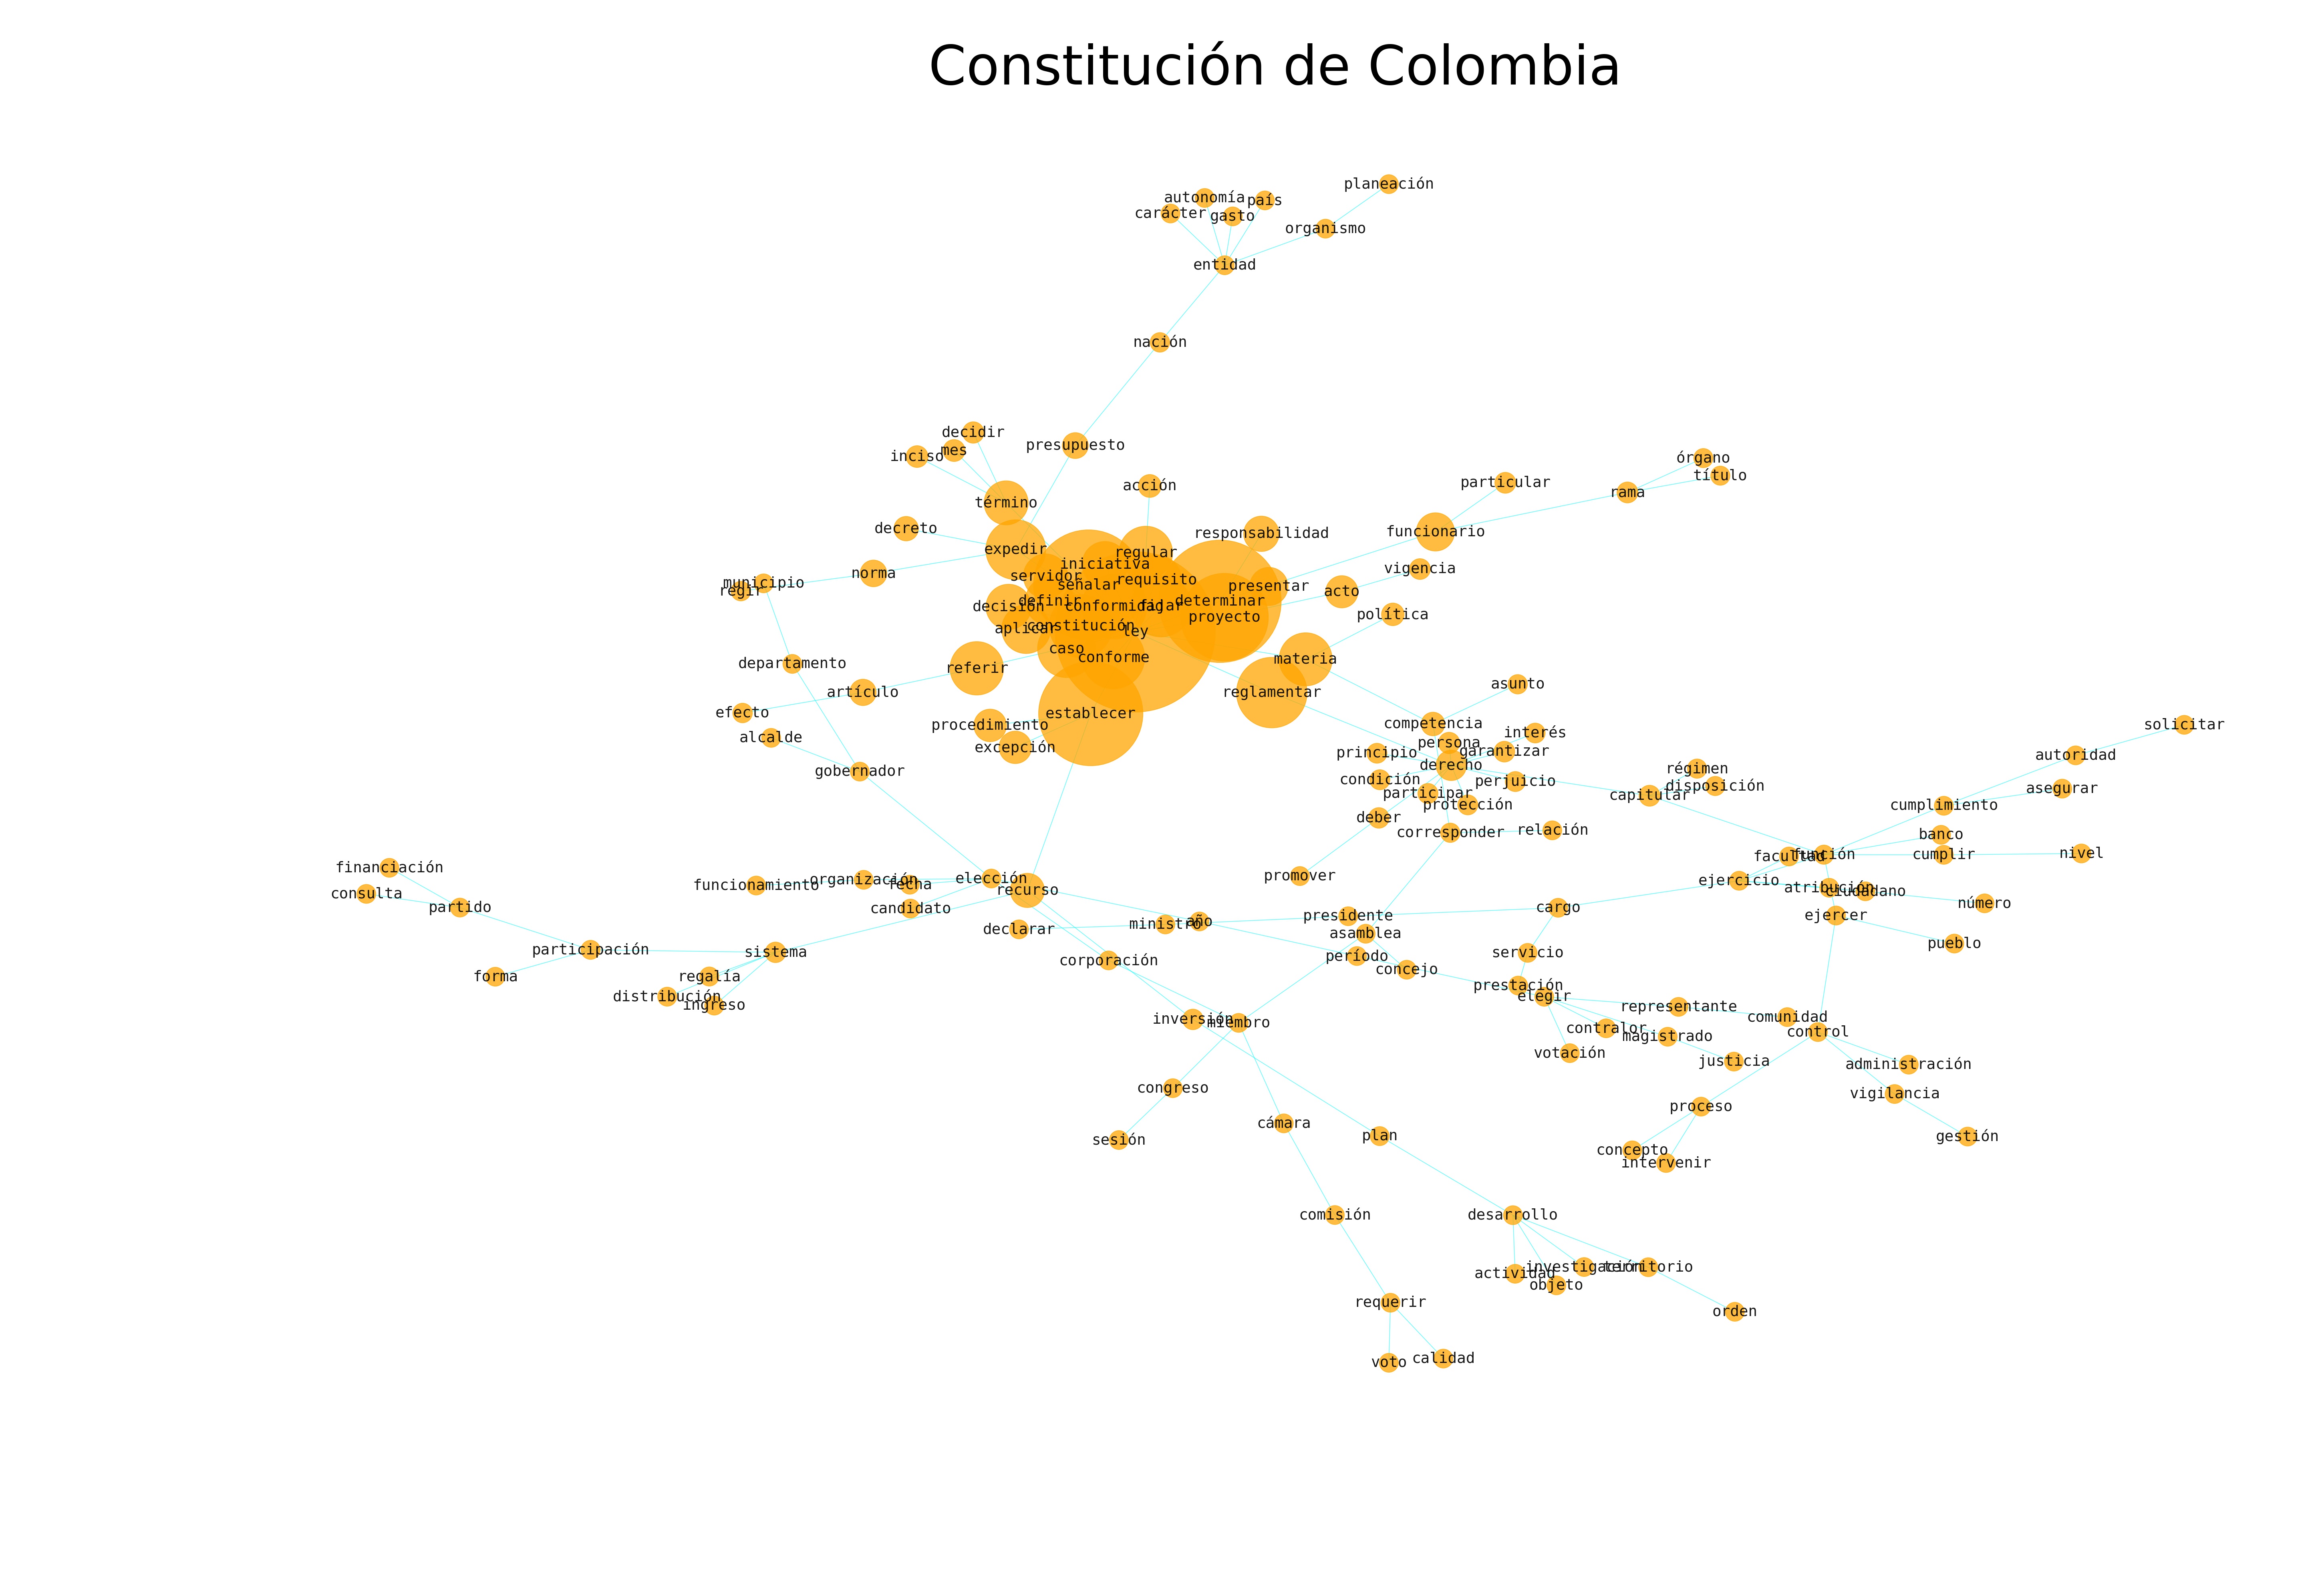 Constitución de Colombia
planeación
autonomía
país
carácter
gasto
organismo
entidad
nación
decidir
presupuesto
mes
inciso
órgano
título
acción
particular
rama
término
decreto
funcionario
responsabilidad
expedir
regular
iniciativa
vigencia
norma
servidor
requisito
municipio
señalar
presentar
regir
acto
definir
determinar
decisión
conformidad
fijar
política
proyecto
constitución
aplicar
ley
caso
conforme
materia
departamento
referir
asunto
artículo
reglamentar
efecto
establecer
competencia
solicitar
procedimiento
interés
alcalde
persona
excepción
garantizar
principio
autoridad
derecho
régimen
gobernador
condición
perjuicio
disposición
participar
capitular
asegurar
protección
cumplimiento
deber
corresponder
relación
banco
función
facultad
cumplir
nivel
financiación
promover
elección
organización
funcionamiento
fecha
ejercicio
recurso
atribución
ciudadano
consulta
número
partido
candidato
cargo
presidente
ejercer
año
ministro
declarar
asamblea
pueblo
participación
sistema
servicio
período
corporación
concejo
forma
regalía
prestación
distribución
elegir
ingreso
representante
comunidad
inversión
miembro
contralor
control
magistrado
votación
justicia
administración
congreso
vigilancia
proceso
cámara
plan
gestión
sesión
concepto
intervenir
comisión
desarrollo
investigación
territorio
actividad
objeto
requerir
orden
voto
calidad